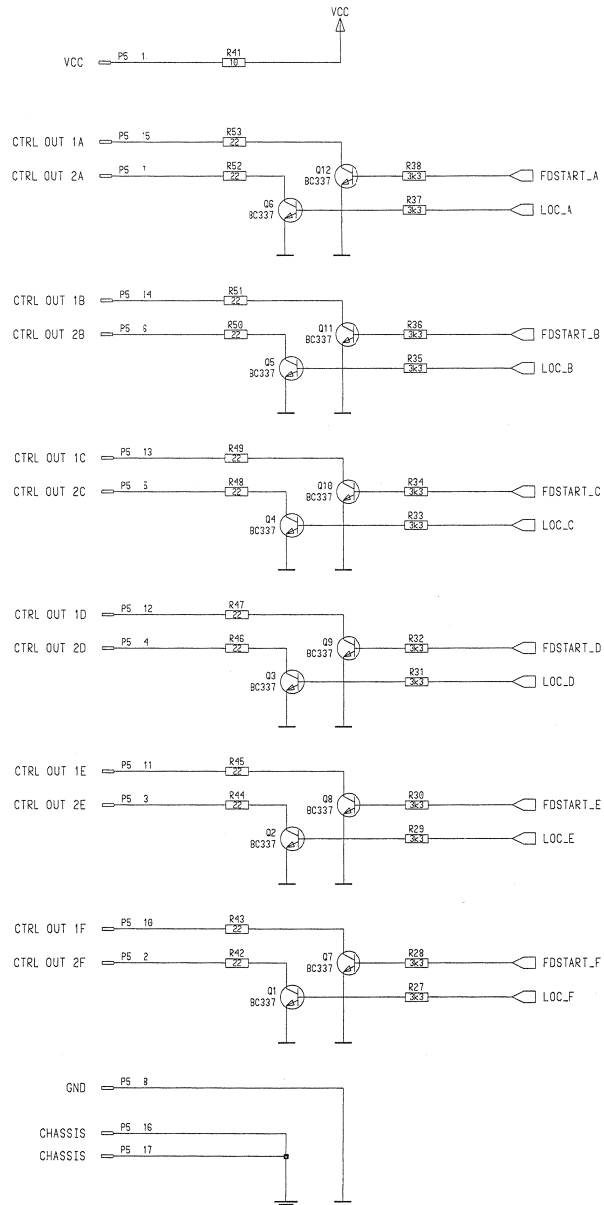 VCC
VCC P5 1 R41
10
CTRL OUT 1A P5 15 R53
22
CTRL OUT 2A P5 R52
22
Q12
BC337
R38
3k3
FDSTART_A
Q6
BC337
R37
3k3
LOC_A
CTRL OUT 1B P5 14 R51
22
CTRL OUT 2B P5 6 R50
22
Q11
BC337
R36
3k3
FDSTART_B
Q5
BC337
R35
3k3
LOC_B
CTRL OUT 1C P5 13 R49
22
CTRL OUT 2C P5 5 R48
22
Q10
BC337
R34
3k3
FDSTART_C
Q4
BC337
R33
3k3
LOC_C
CTRL OUT 1D P5 12 R47
22
CTRL OUT 2D P5 4 R46
22
Q9
BC337
R32
3k3
FDSTART_D
Q3
BC337
R31
3k3
LOC_D
CTRL OUT 1E P5 11 R45
22
CTRL OUT 2E P5 3 R44
22
Q8
BC337
R30
3k3
FDSTART_E
Q2
BC337
R29
3k3
LOC_E
CTRL OUT 1F P5 10 R43
22
CTRL OUT 2F P5 2 R42
22
Q7
BC337
R28
3k3
FDSTART_F
Q1
BC337
R27
3k3
LOC_F
GND P5 8
CHASSIS P5 16
CHASSIS P5 17